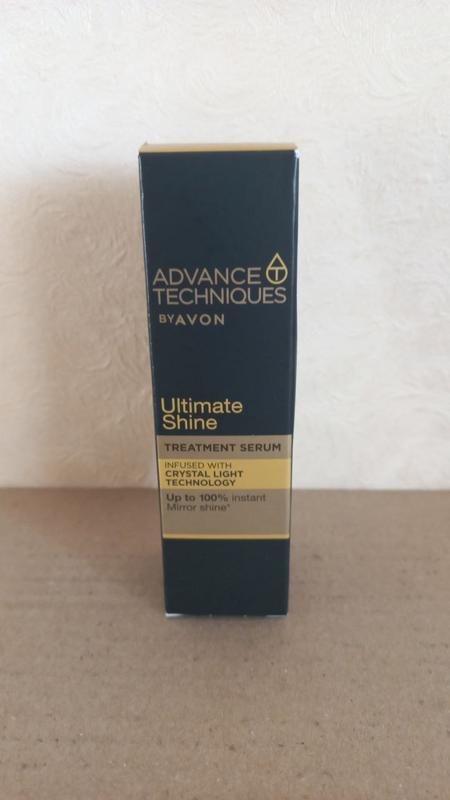 ADVANCE T
TECHNIQUES
BY AVON
Ultimate
Shine
TREATMENT SERUM
INFUSED WITH
CRYSTAL LIGHT
TECHNOLOGY
Up to 100% instant
Mirror shine*